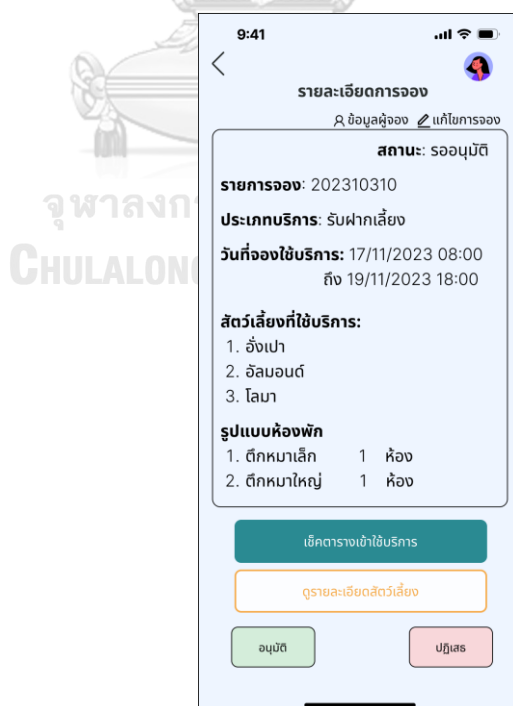 9:41
รายละเอียดการจอง
ข้อมูลผู้จอง แก้ไขการจอง
สถานะ: รออนุมัติ
รายการจอง: 202310310
ประเภทบริการ: รับฝากเลี้ยง
วันที่จองใช้บริการ: 17/11/2023 08:00
ถึง 19/11/2023 18:00
สัตว์เลี้ยงที่ใช้บริการ:
1. อั่งเปา
2. อัลมอนด์
3. โลมา
รูปแบบห้องพัก
1. ตึกหมาเล็ก 1 ห้อง
2. ตึกหมาใหญ่ 1 ห้อง
เช็คตารางเข้าใช้บริการ
ดูรายละเอียดสัตว์เลี้ยง
อนุมัติ ปฏิเสธ
จุฬาลงก
CHULALONG